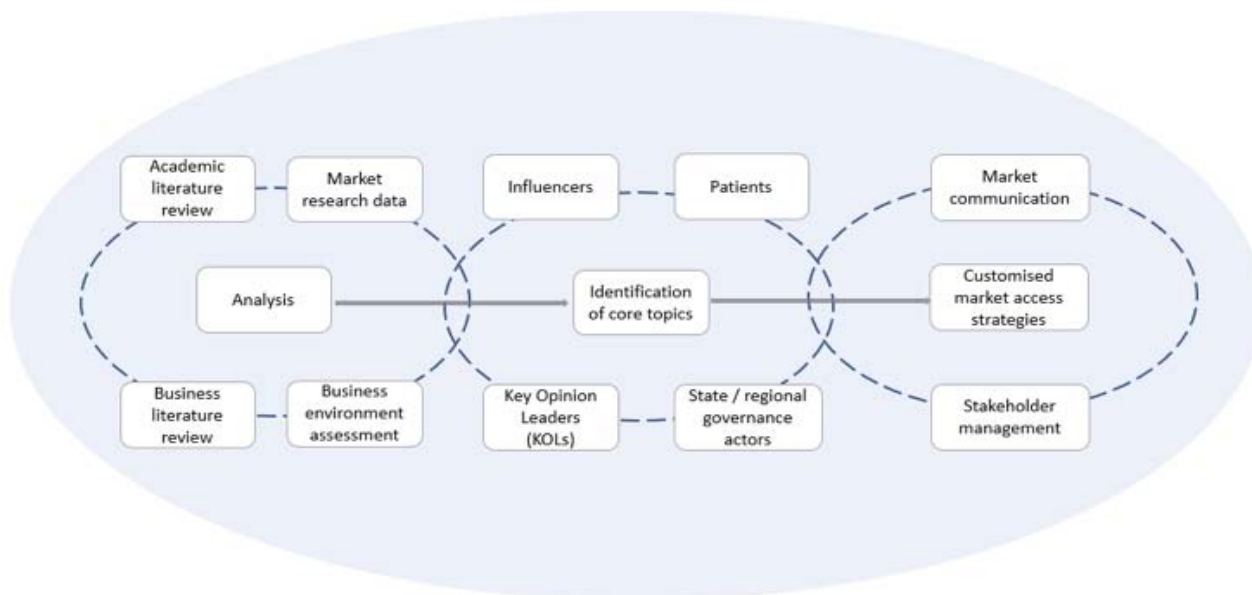 Academic
literature
review
Market
research data
Influencers
Patients
Market
communication
Analysis
Identification
of core topics
Customised
market access
strategies
Business
literature
review
Business
environment
assessment
Key Opinion
Leaders
(KOLs)
State / regional
governance
actors
Stakeholder
management